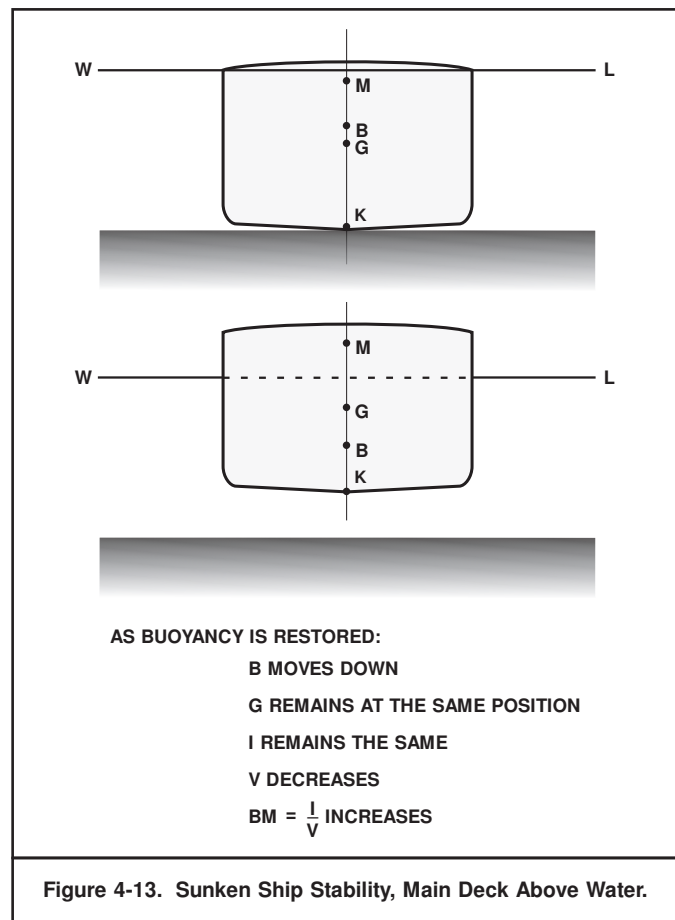 W L
M
B
G
K
M
W L
G
B
K
AS BUOYANCY IS RESTORED:
B MOVES DOWN
G REMAINS AT THE SAME POSITION
I REMAINS THE SAME
V DECREASES
BM = I/V INCREASES
Figure 4-13. Sunken Ship Stability, Main Deck Above Water.